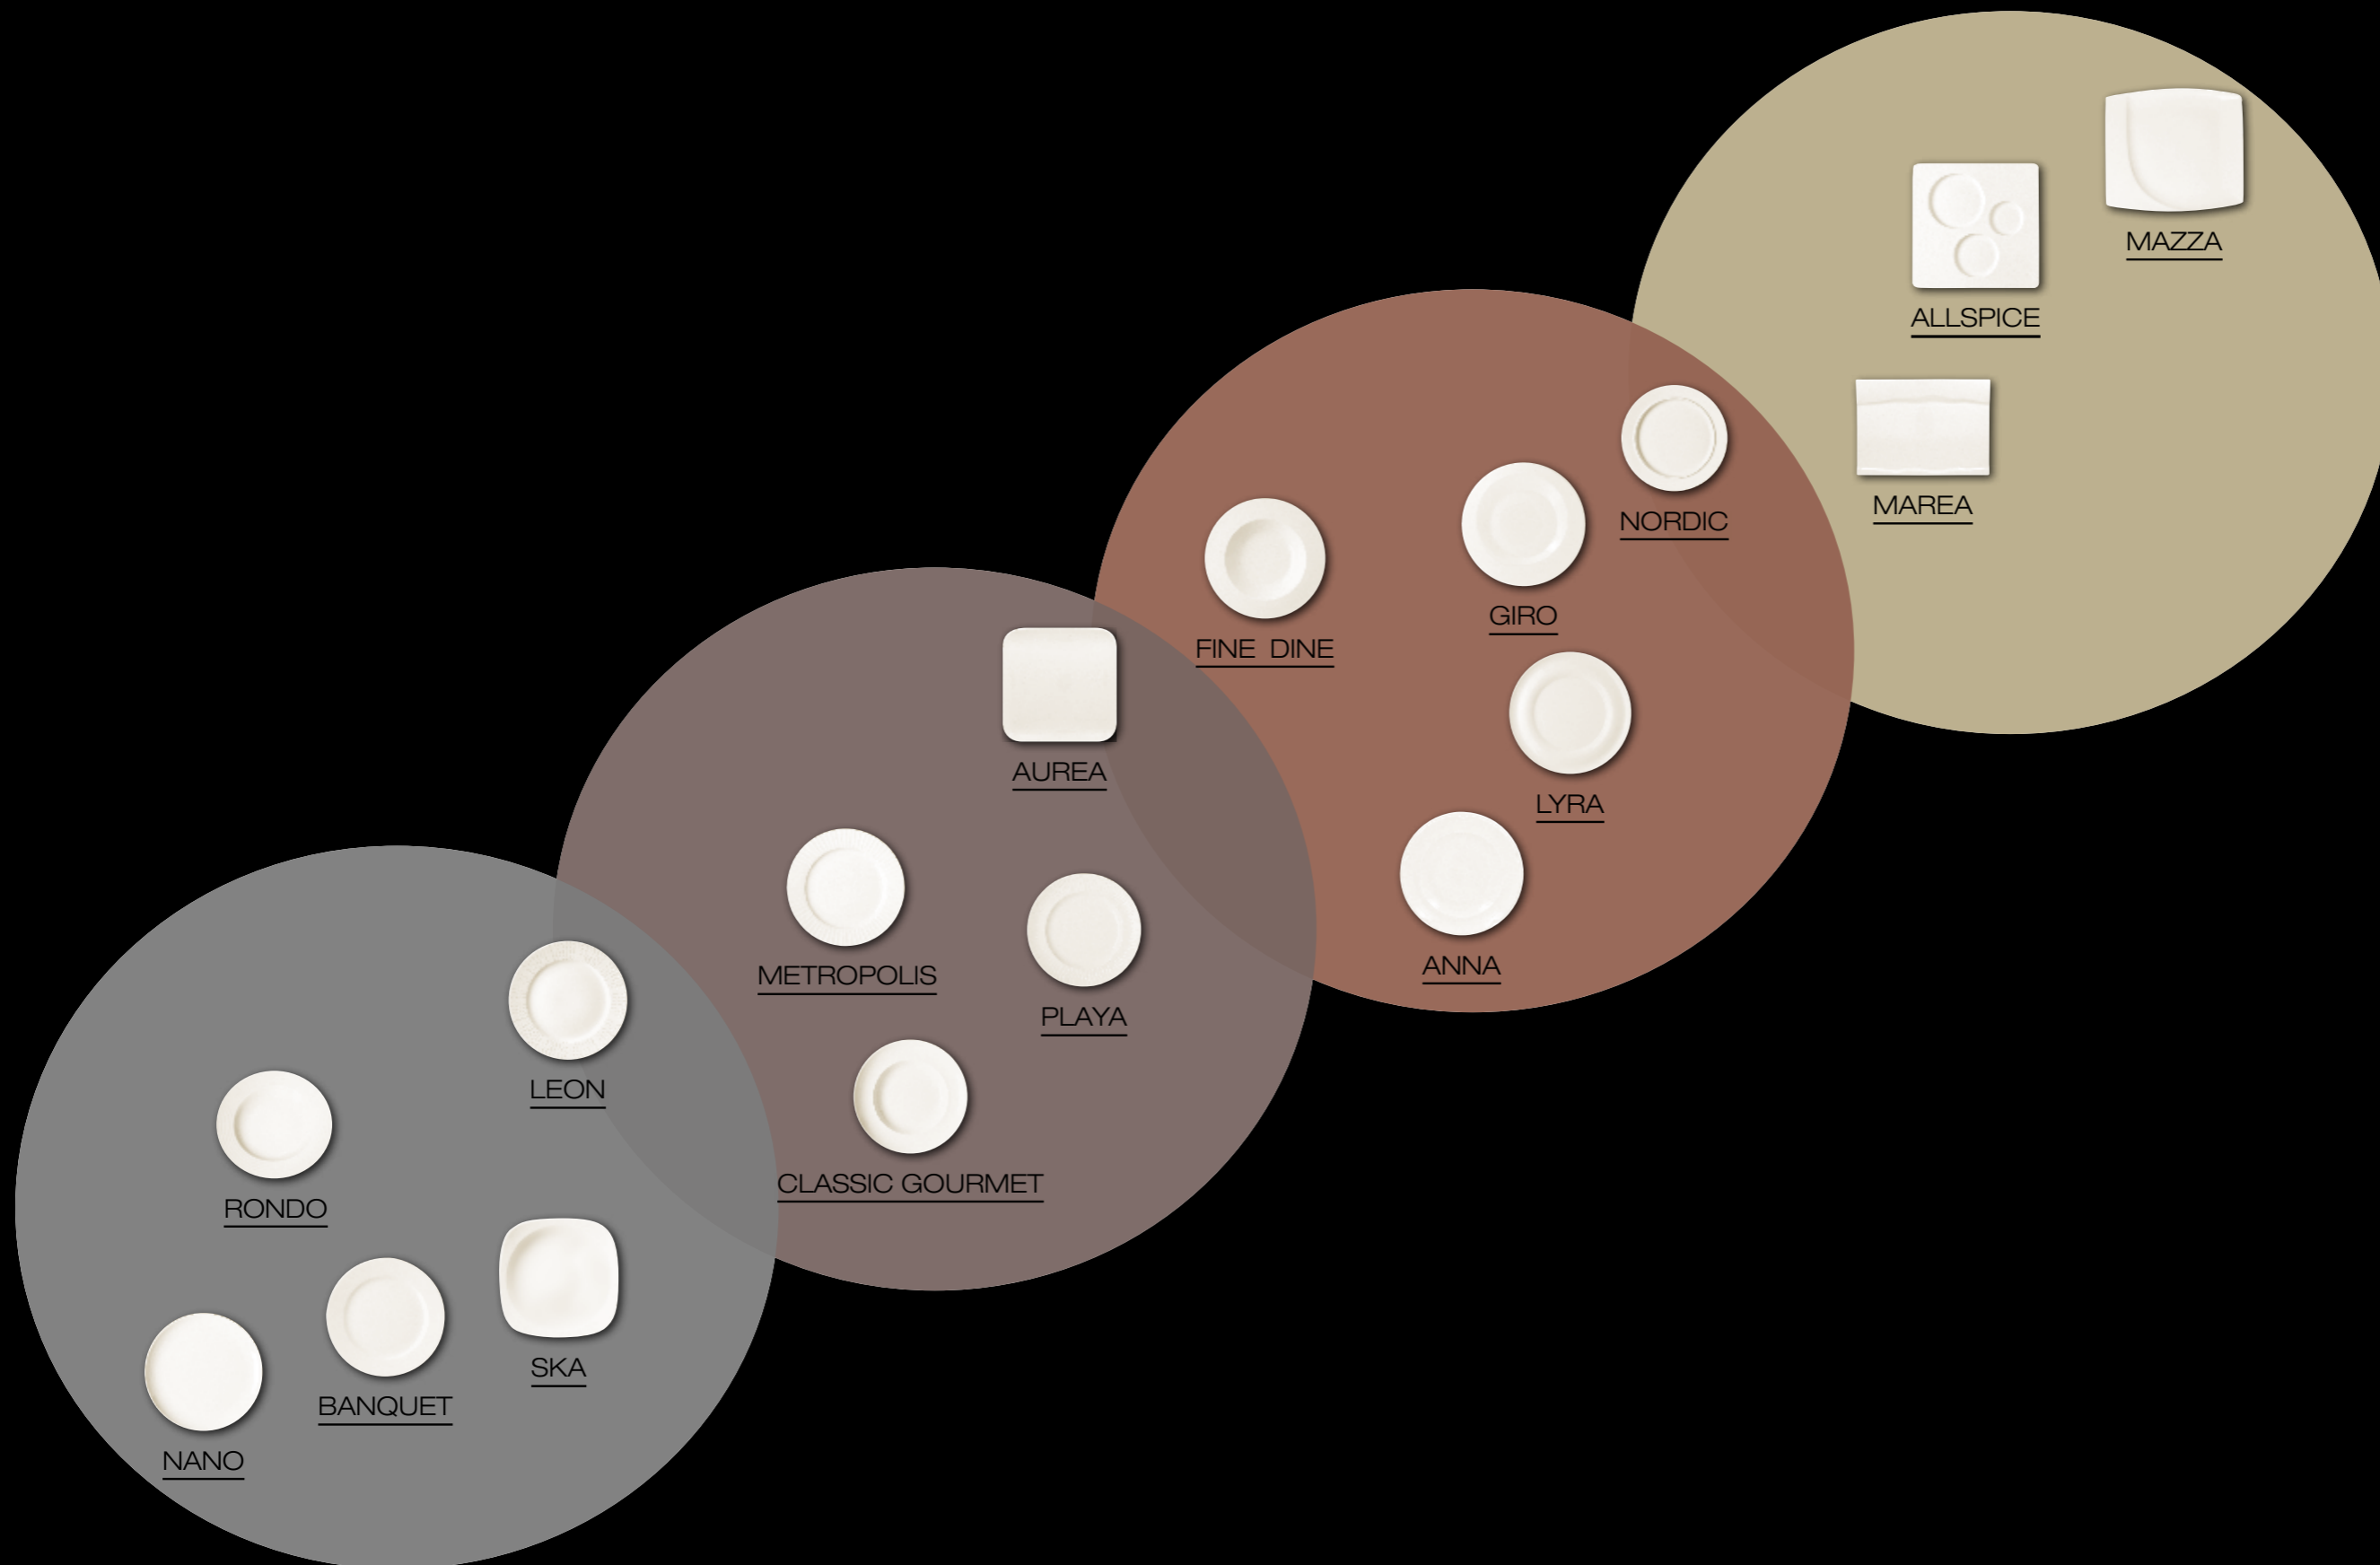 MAZZA
ALLSPICE
MAREA
NORDIC
GIRO
FINE DINE
LYRA
AUREA
ANNA
METROPOLIS
PLAYA
LEON
CLASSIC GOURMET
RONDO
SKA
BANQUET
NANO